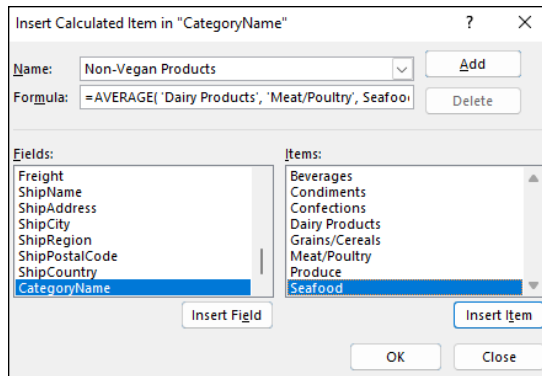 Insert Calculated Item in "CategoryName"
?
Name:
Non-Vegan Products
Add
Formula:
=AVERAGE( 'Dairy Products', 'Meat/Poultry', Seafoo
Delete
Fields:
Freight
ShipName
ShipAddress
ShipCity
ShipRegion
ShipPostalCode
ShipCountry
CategoryName
Insert Field
Items:
Beverages
Condiments
Confections
Dairy Products
Grains/Cereals
Meat/Poultry
Produce
Seafood
Insert Item
OK
Close